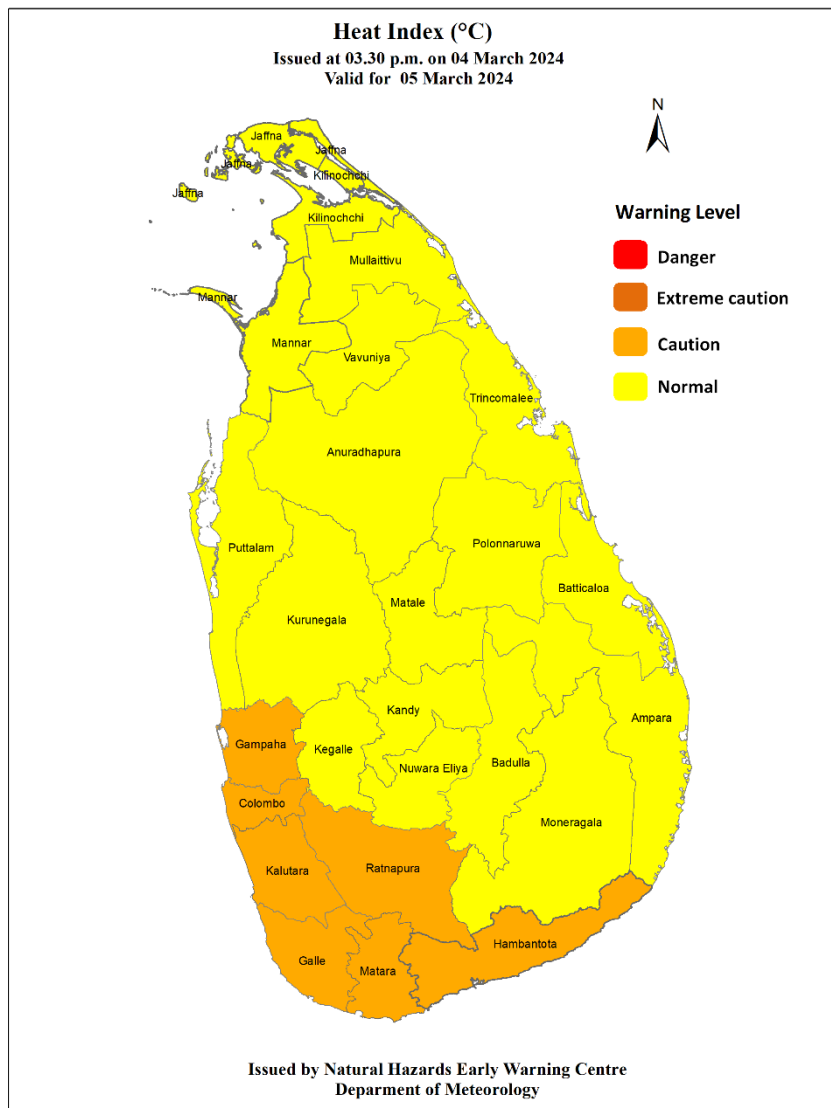 Heat Index (°C)
Issued at 03.30 p.m. on 04 March 2024
Valid for 05 March 2024
N
Jaffna
Jaffna
Jaffna
Kilinochchi
Jaffna
Kilinochchi
Mullaittivu
Mannar
Mannar
Vavuniya
Trincomalee
Anuradhapura
Puttalam
Polonnaruwa
Batticaloa
Matale
Kurunegala
Kandy
Ampara
Gampaha
Kegalle
Nuwara Eliya
Badulla
Colombo
Moneragala
Kalutara
Ratnapura
Hambantota
Galle
Matara
Warning Level
Danger
Extreme caution
Caution
Normal
Issued by Natural Hazards Early Warning Centre
Deparment of Meteorology